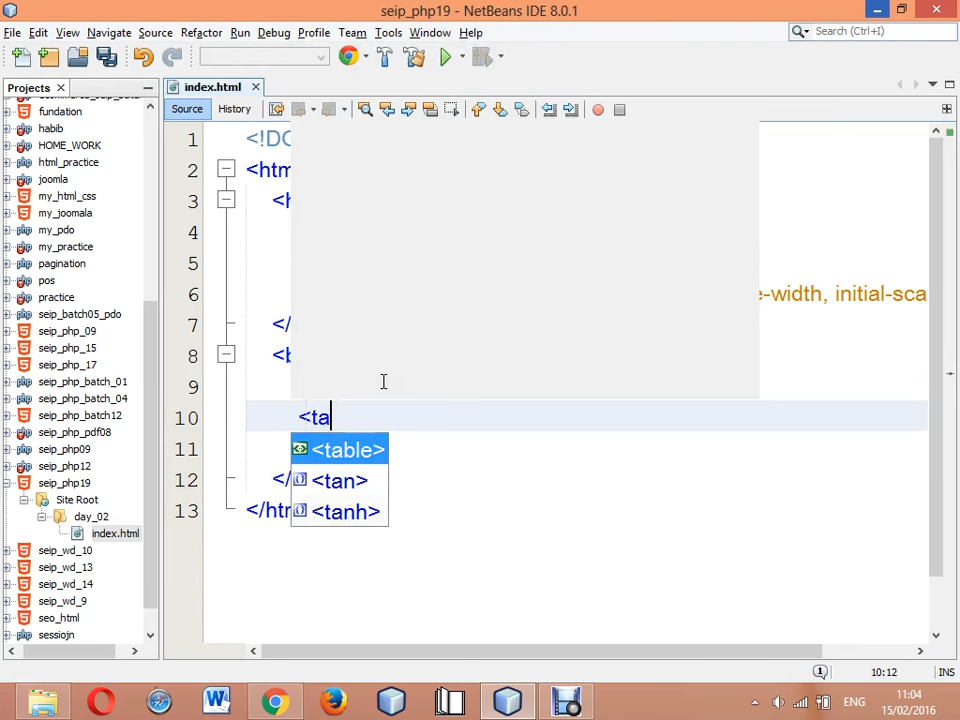 seip_php19 - NetBeans IDE 8.0.1
File Edit View Navigate Source Refactor Run Debug Profile Team Tools Window Help
Search (Ctrl+I)
Projects
index.html
Source History
fundation
habib
HOME_WORK
html_practice
joomla
my_html_css
my_joomala
my_pdo
my_practice
pagination
pos
practice
seip_batch05_pdo
seip_php_09
seip_php_15
seip_php_17
seip_php_batch_01
seip_php_batch_04
seip_php_batch12
seip_php_pdf08
seip_php09
seip_php12
seip_php19
Site Root
day_02
index.html
seip_wd_10
seip_wd_13
seip_wd_14
seip_wd_9
seo_html
sessiojn
1 <!DO
2 <htm
3 <h
4
5
6 e-width, initial-sca
7 </
8 <b
9
10 <ta
11 <table>
12 </ <tan>
13 </htr <tanh>
10:12 INS
ENG
11:04
15/02/2016